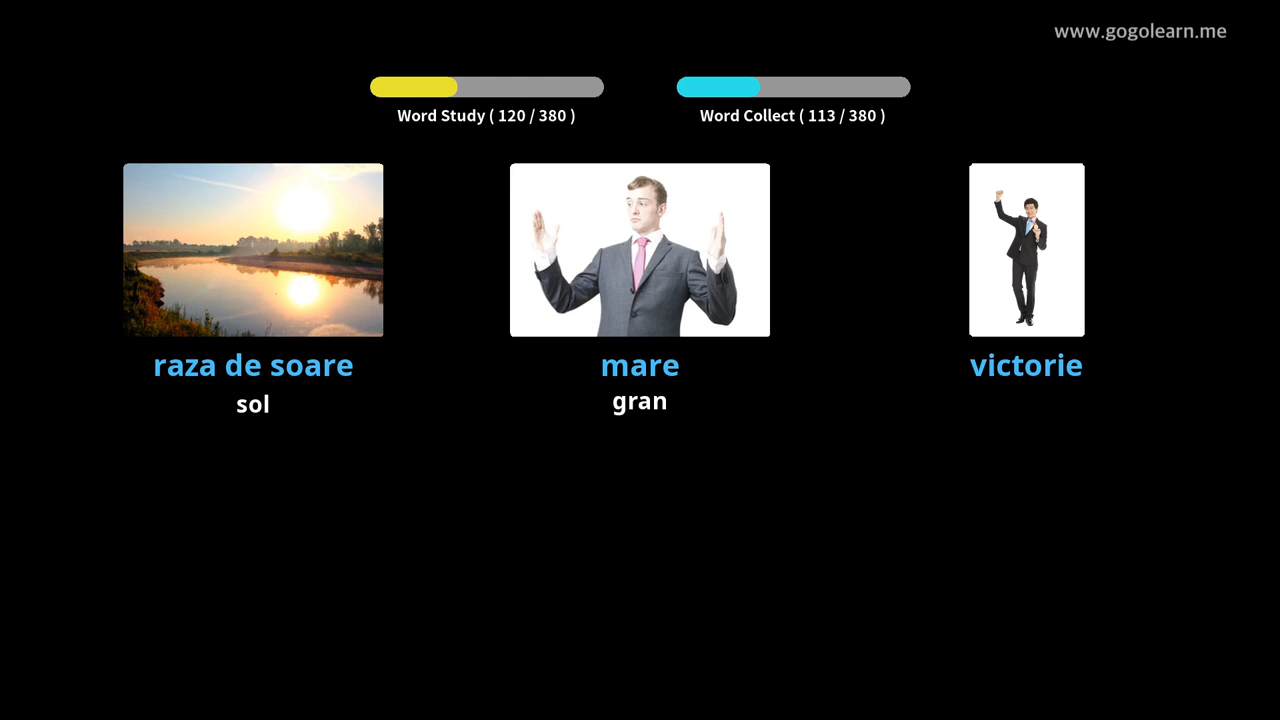 www.gogolearn.me
Word Study ( 120 / 380 )
Word Collect ( 113 / 380 )
raza de soare
mare
victorie
sol
gran